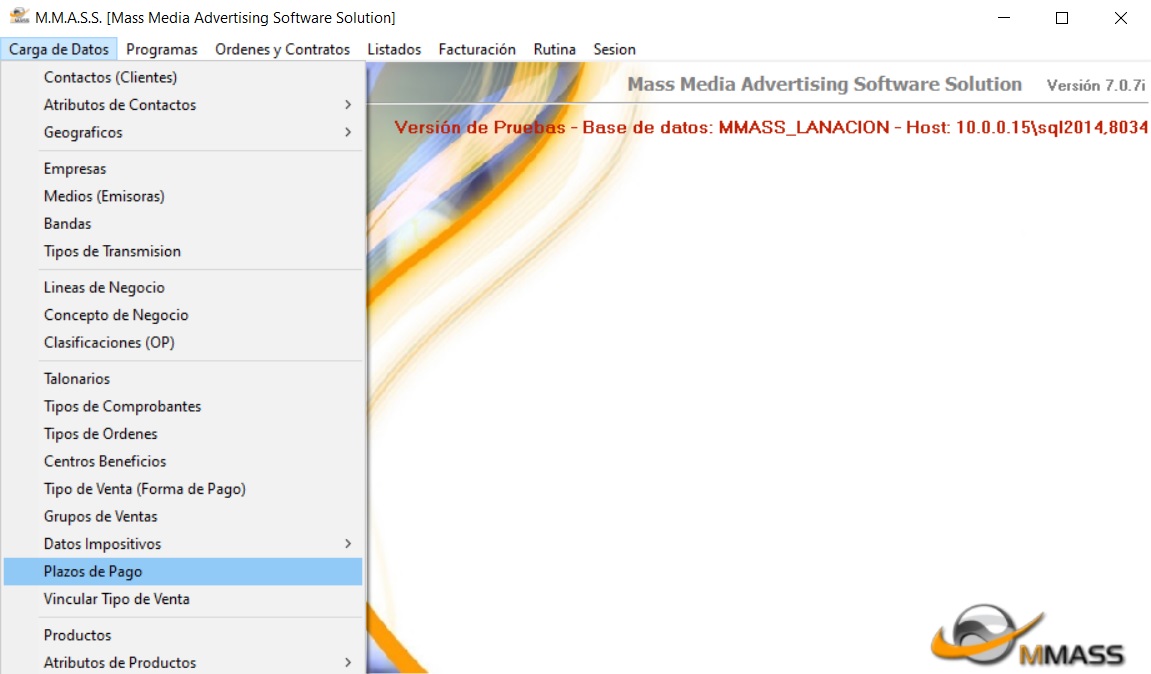 M.M.A.S.S. [Mass Media Advertising Software Solution]
Carga de Datos Programas Ordenes y Contratos Listados Facturación Rutina Sesion
Mass Media Advertising Software Solution Versión 7.0.7i
Versión de Pruebas - Base de datos: MMASS_LANACION - Host: 10.0.0.15\sql2014,8034
Contactos (Clientes)
Atributos de Contactos
Geograficos
Empresas
Medios (Emisoras)
Bandas
Tipos de Transmision
Lineas de Negocio
Concepto de Negocio
Clasificaciones (OP)
Talonarios
Tipos de Comprobantes
Tipos de Ordenes
Centros Beneficios
Tipo de Venta (Forma de Pago)
Grupos de Ventas
Datos Impositivos
Plazos de Pago
Vincular Tipo de Venta
Productos
Atributos de Productos
MMASS